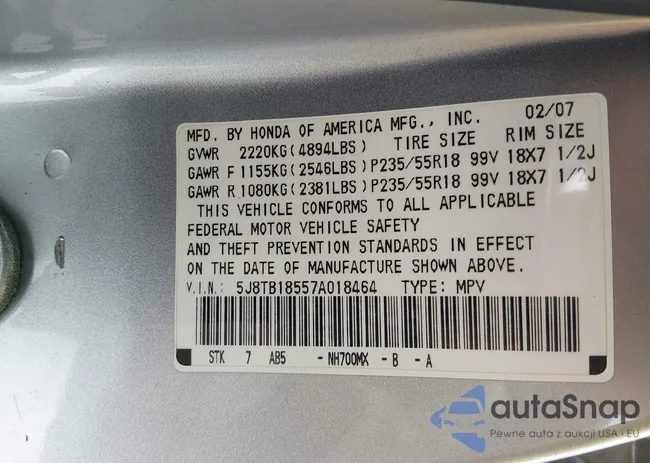 MFD. BY HONDA OF AMERICA MFG., INC. 02/07
GVWR 2220KG(4894LBS) TIRE SIZE RIM SIZE
GAWR F 1155KG(2546LBS) P235/55R18 99V 18X7 1/2J
GAWR R 1080KG(2381LBS) P235/55R18 99V 18X7 1/2J
THIS VEHICLE CONFORMS TO ALL APPLICABLE
FEDERAL MOTOR VEHICLE SAFETY
AND THEFT PREVENTION STANDARDS IN EFFECT
ON THE DATE OF MANUFACTURE SHOWN ABOVE.
V.I.N.: 5J8TB18557A018464 TYPE: MPV
STK 7 AB5 -NH700MX -B -A
autaSnap
Pewne auta z aukcji USA i EU